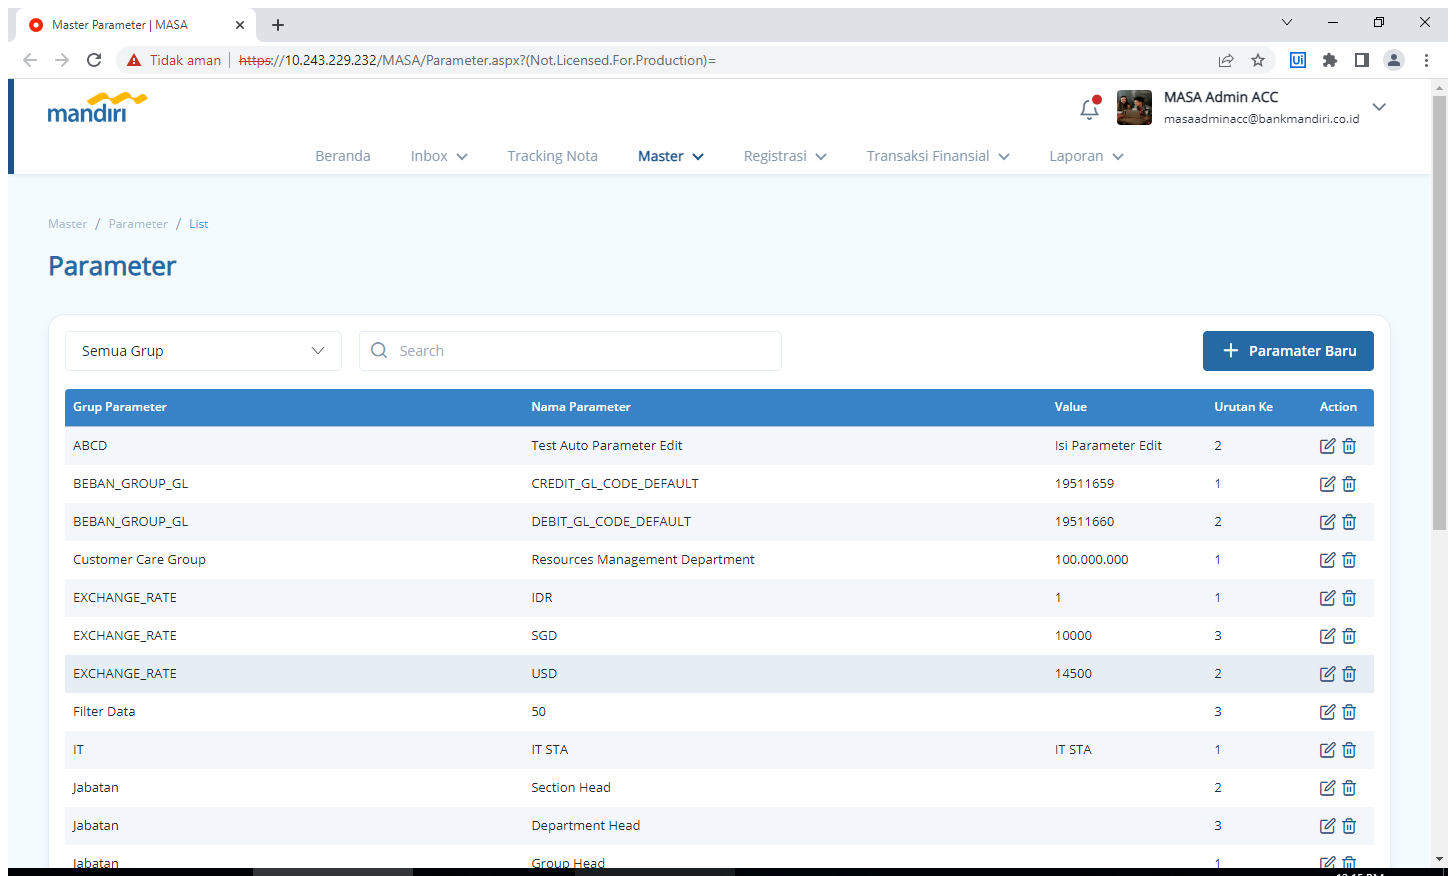 Master Parameter | MASA
Tidak aman https://10.243.229.232/MASA/Parameter.aspx?(Not.Licensed.For.Production)=
Ui
mandiri
MASA Admin ACC
masaadminacc@bankmandiri.co.id
Beranda Inbox Tracking Nota Master Registrasi Transaksi Finansial Laporan
Master / Parameter / List
Parameter
Semua Grup Search + Paramater Baru
Grup Parameter Nama Parameter Value Urutan Ke Action
ABCD Test Auto Parameter Edit Isi Parameter Edit 2
BEBAN_GROUP_GL CREDIT_GL_CODE_DEFAULT 19511659 1
BEBAN_GROUP_GL DEBIT_GL_CODE_DEFAULT 19511660 2
Customer Care Group Resources Management Department 100.000.000 1
EXCHANGE_RATE IDR 1 1
EXCHANGE_RATE SGD 10000 3
EXCHANGE_RATE USD 14500 2
Filter Data 50 3
IT IT STA IT STA 1
Jabatan Section Head 2
Jabatan Department Head 3
Jabatan Group Head 1